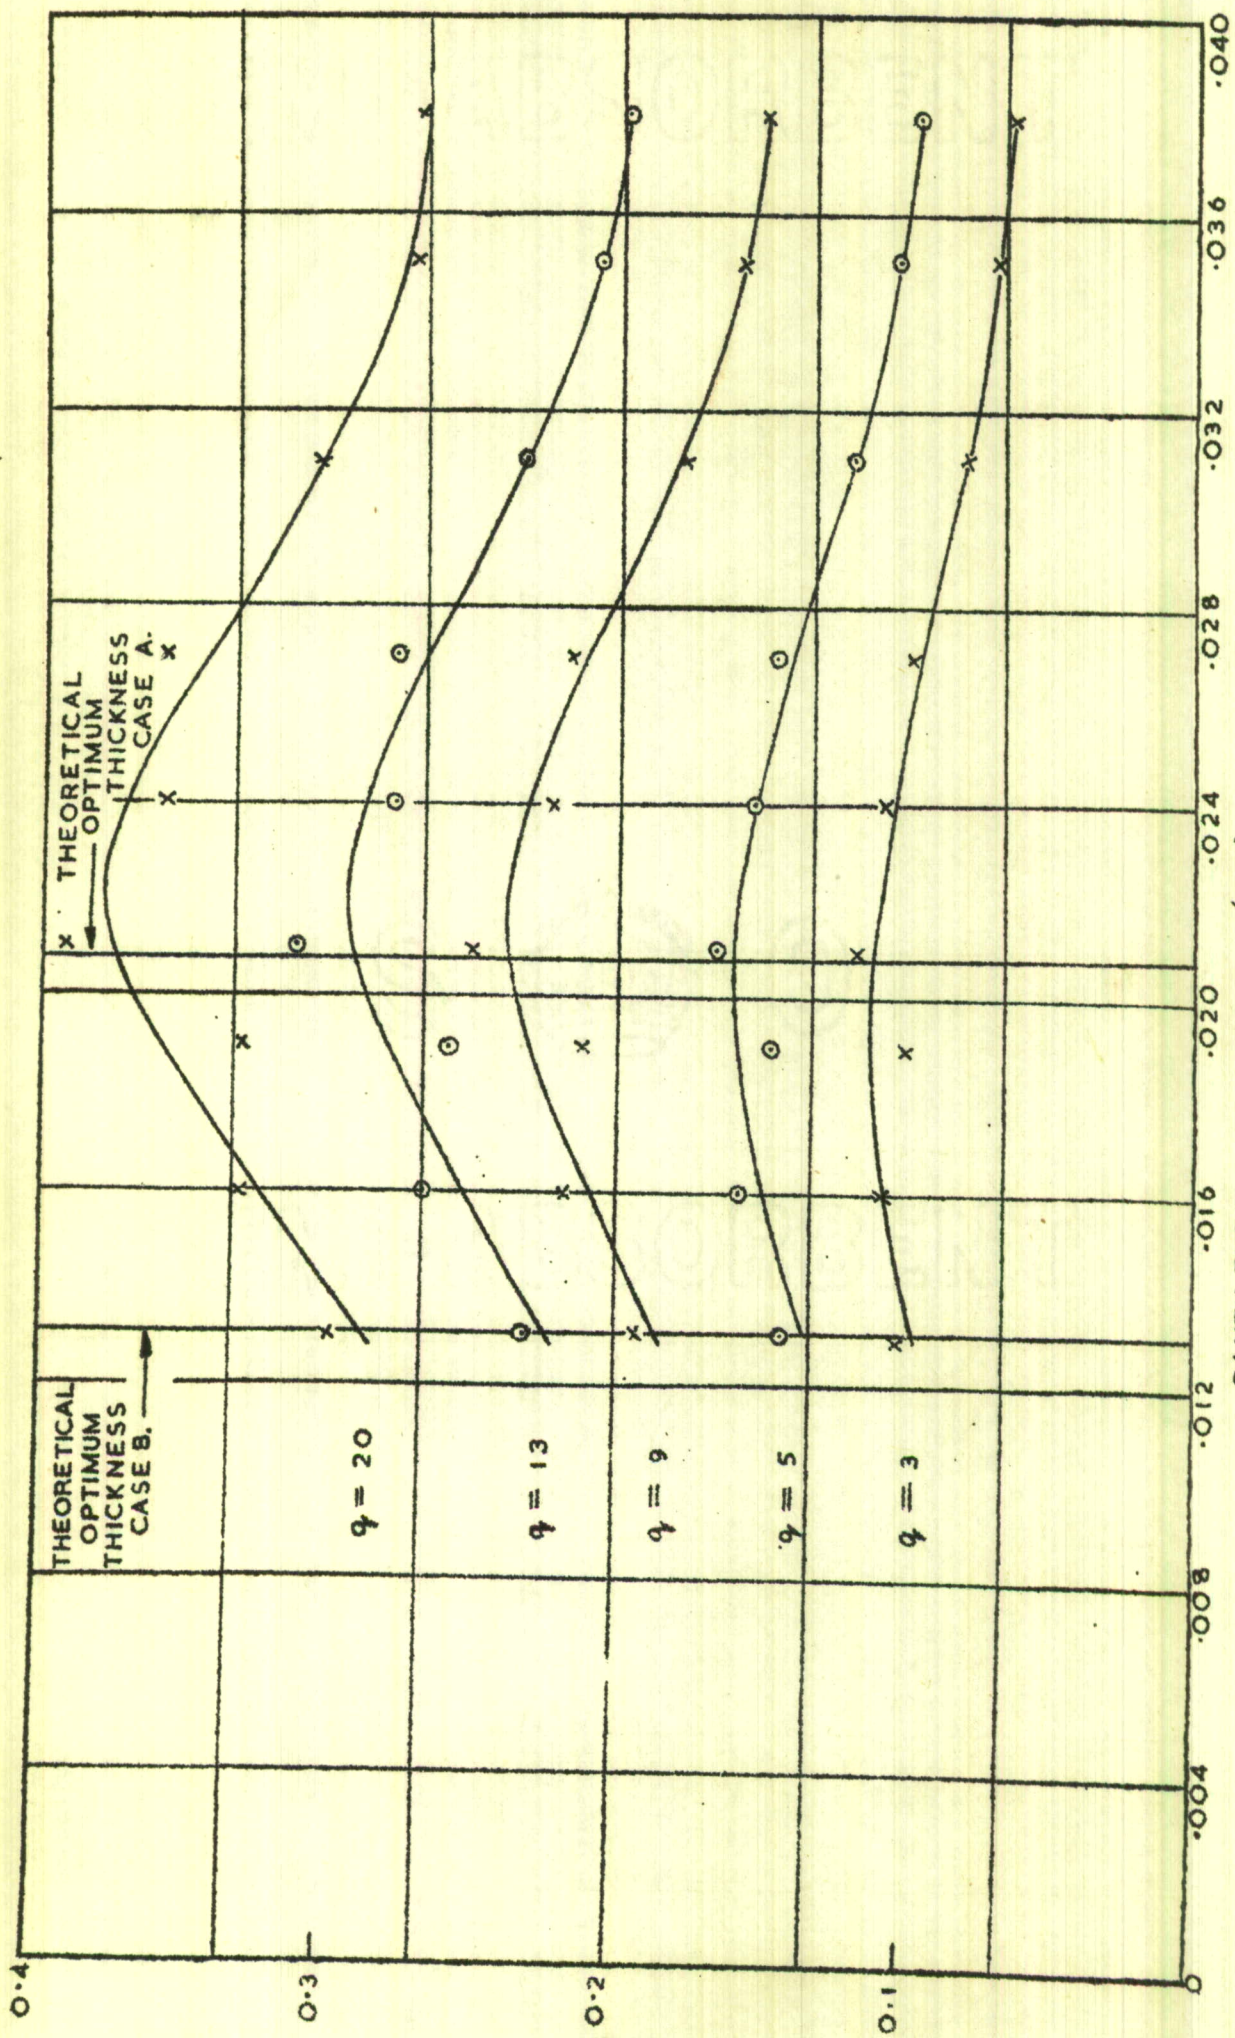 THEORETICAL
OPTIMUM
THICKNESS
CASE B.
THEORETICAL
OPTIMUM
THICKNESS
CASE A.
q = 20
q = 13
q = 9
q = 5
q = 3
0·4
0·3
0·2
0·1
0
·004
·008
·012
·016
·020
·024
·028
·032
·036
·040